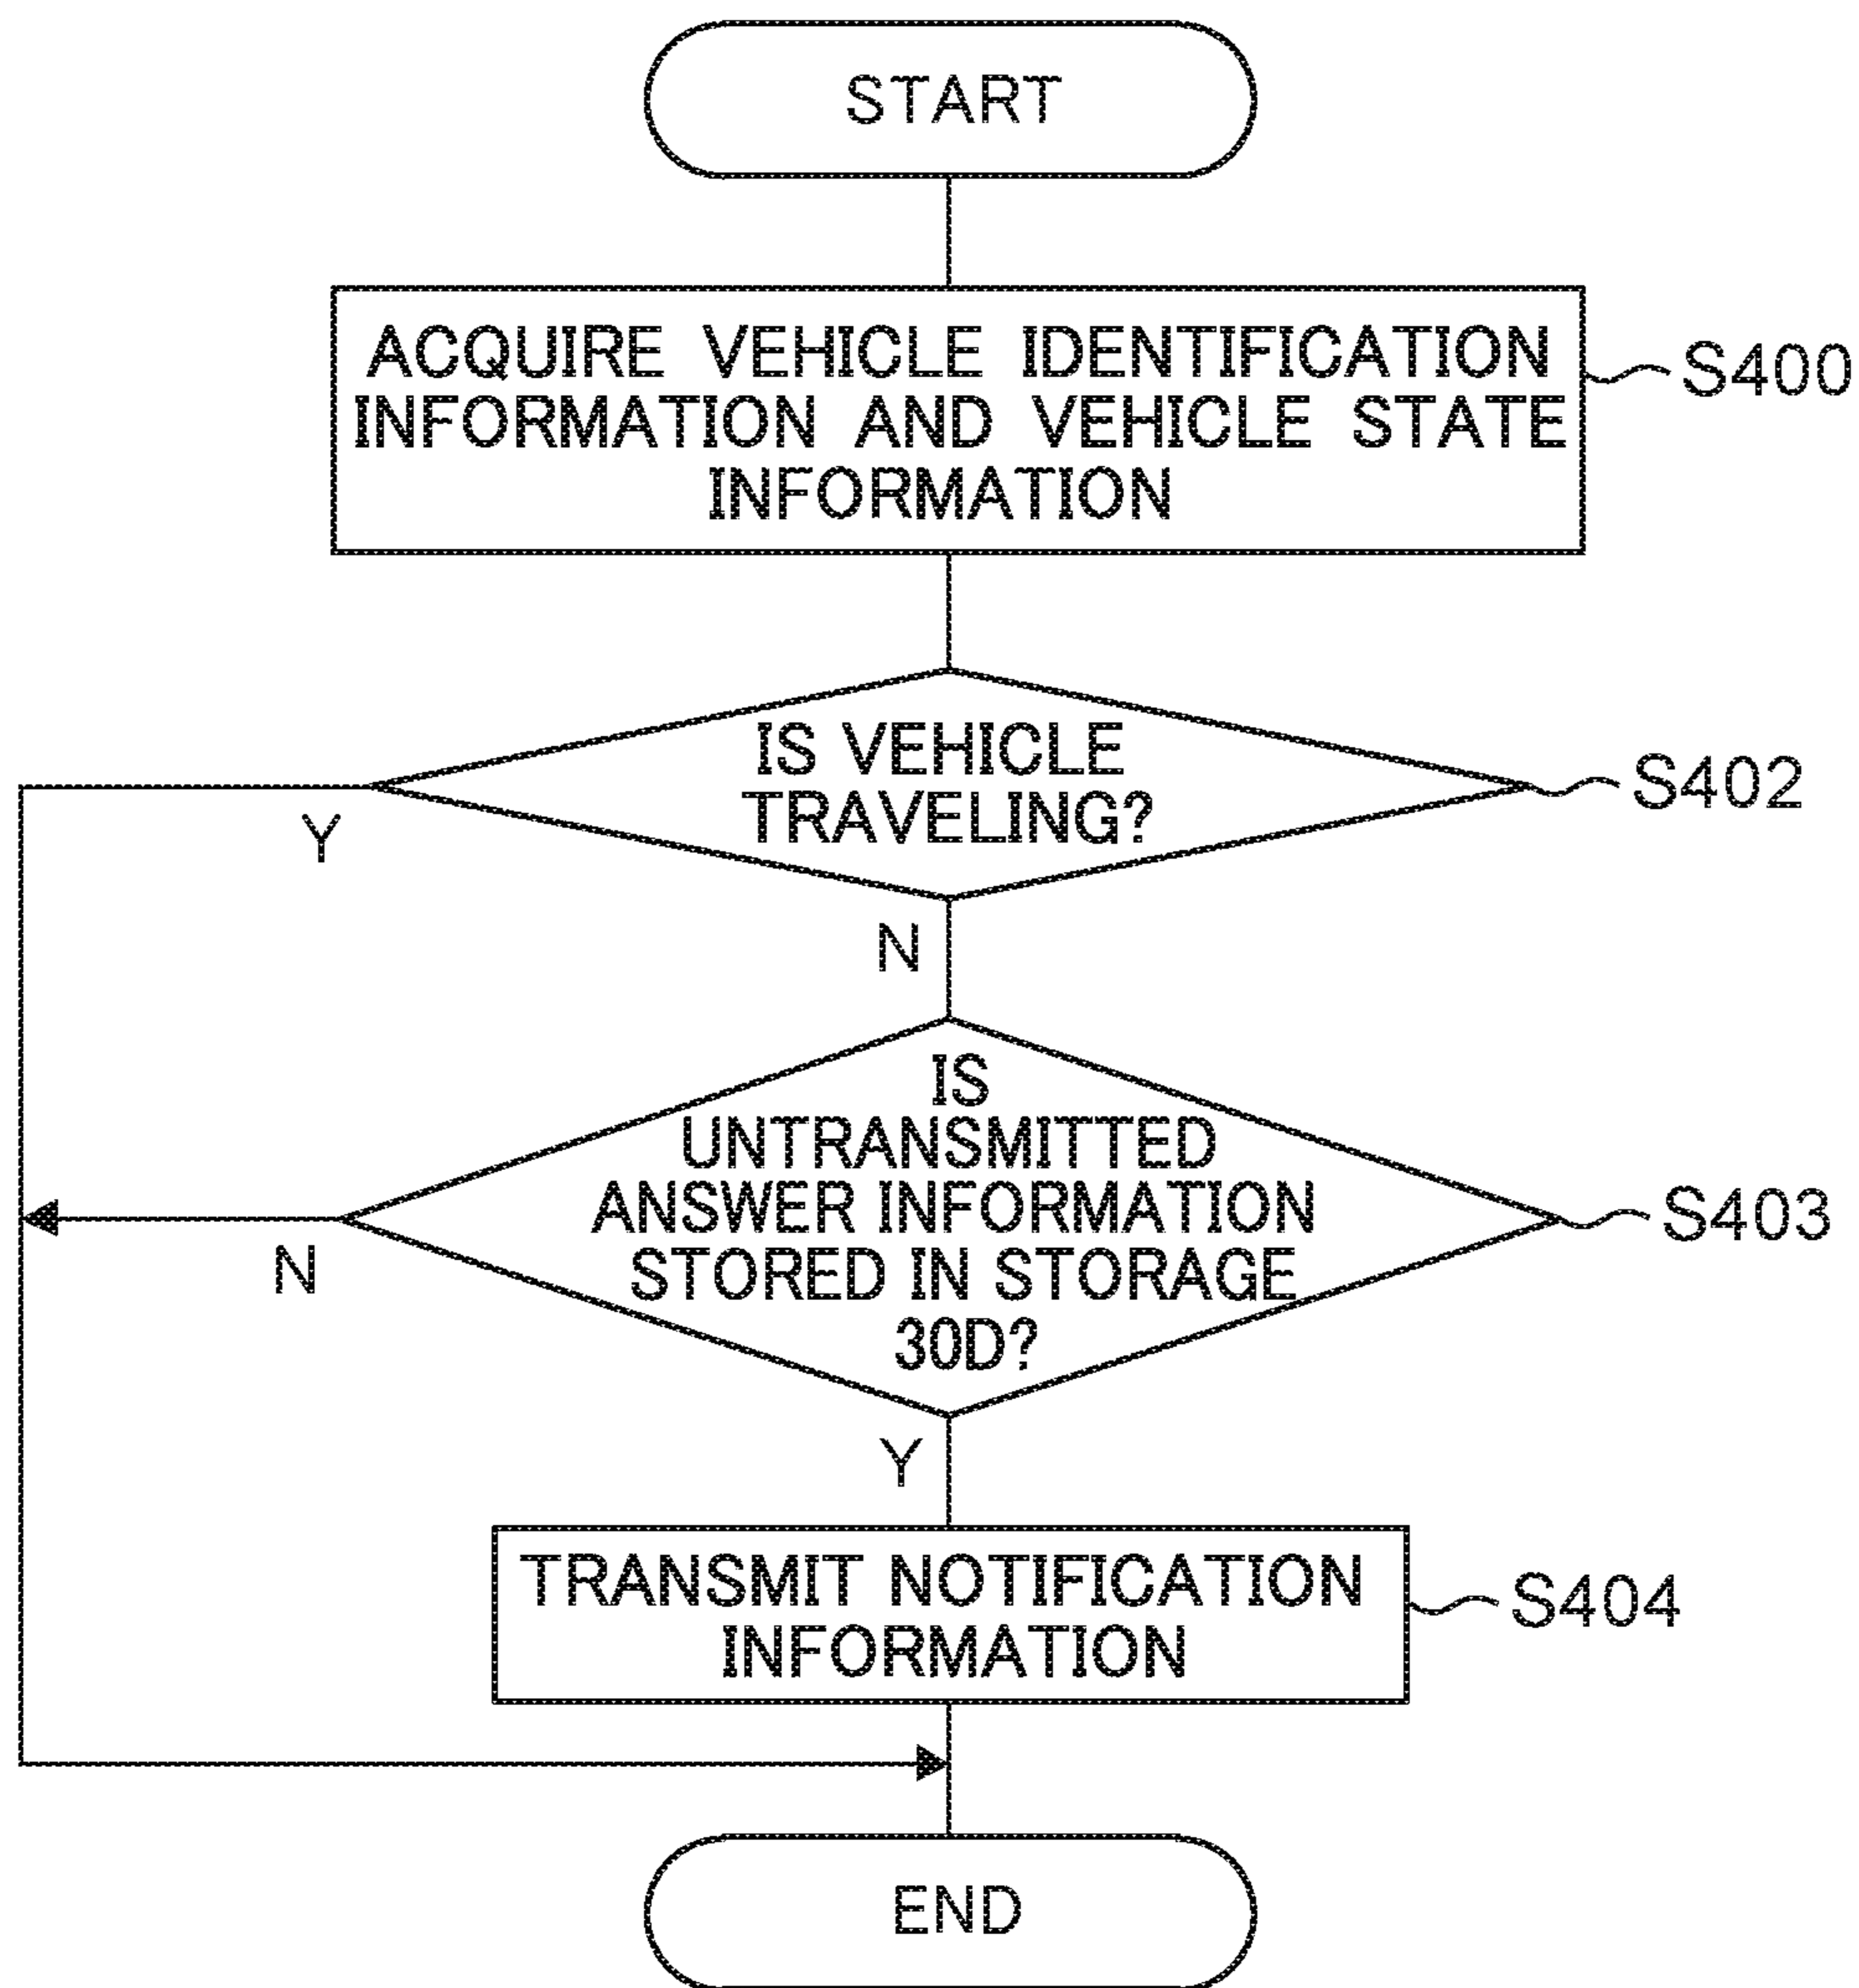 START
ACQUIRE VEHICLE IDENTIFICATION
INFORMATION AND VEHICLE STATE
INFORMATION
S400
IS VEHICLE
TRAVELING?
S402
Y
N
IS
UNTRANSMITTED
ANSWER INFORMATION
STORED IN STORAGE
30D?
S403
N
Y
TRANSMIT NOTIFICATION
INFORMATION
S404
END